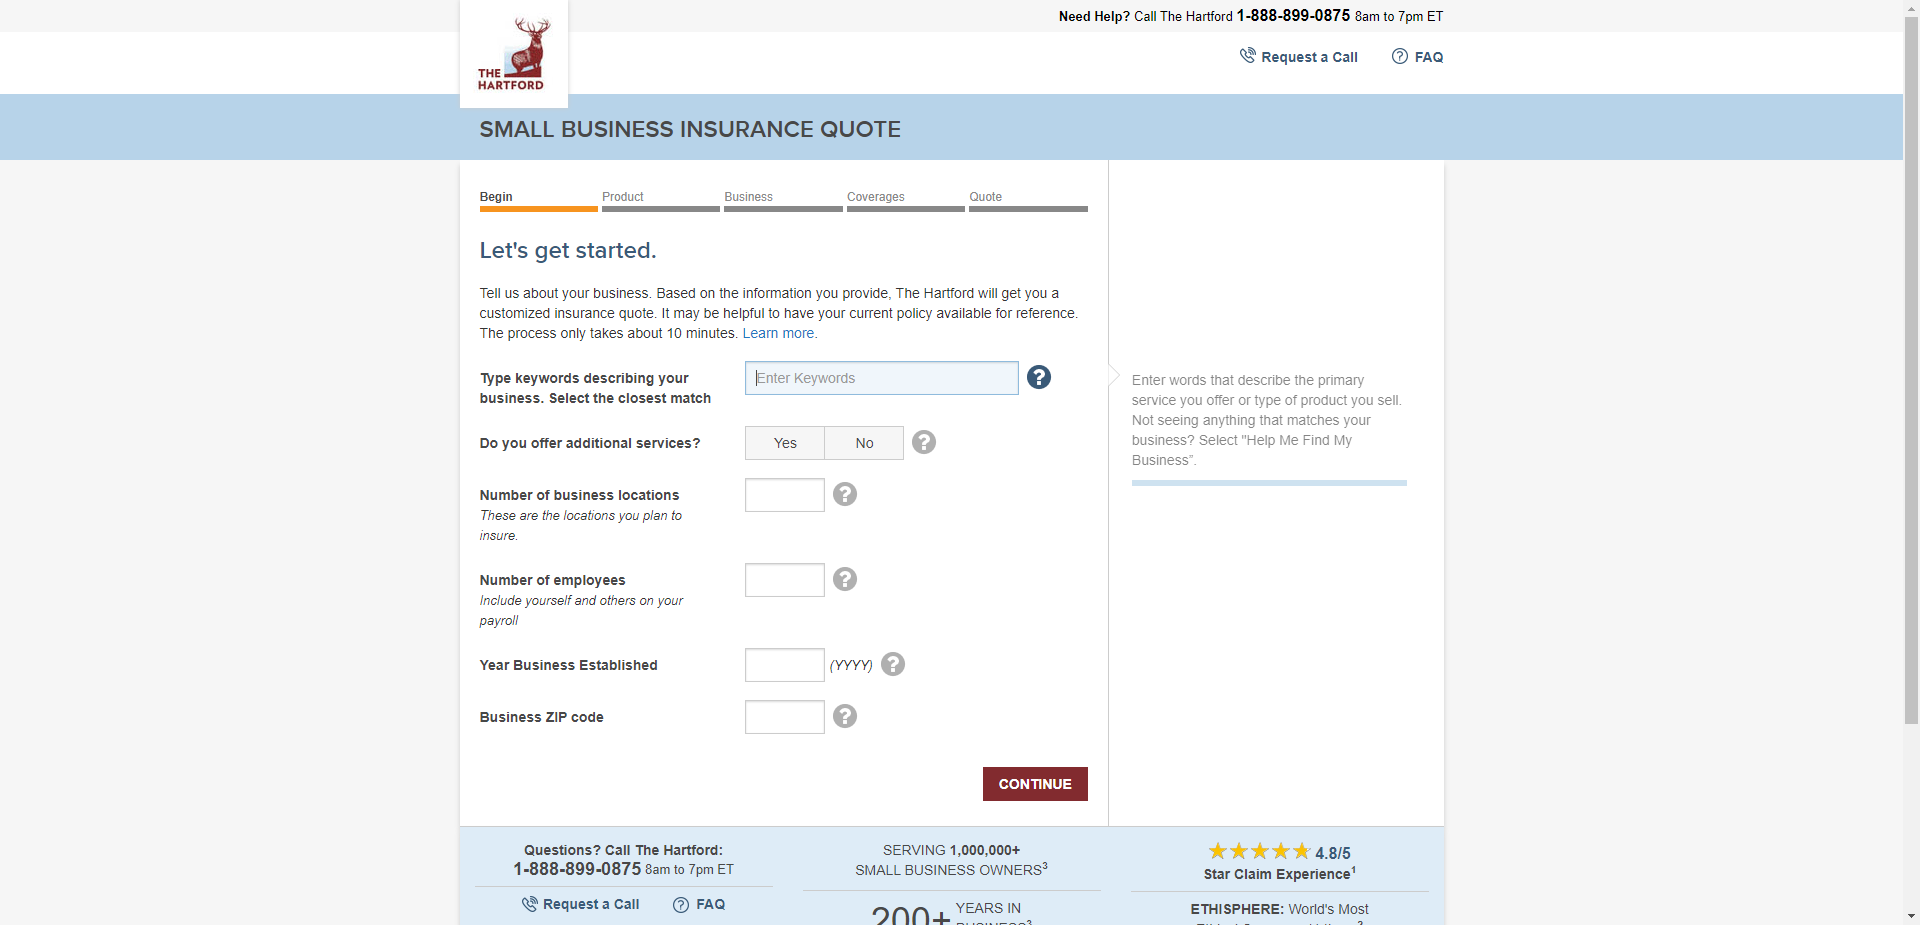 Need Help? Call The Hartford 1-888-899-0875 8am to 7pm ET
THE
HARTFORD
Request a Call
FAQ
SMALL BUSINESS INSURANCE QUOTE
Begin
Product
Business
Coverages
Quote
Let's get started.
Tell us about your business. Based on the information you provide, The Hartford will get you a
customized insurance quote. It may be helpful to have your current policy available for reference.
The process only takes about 10 minutes. Learn more.
Type keywords describing your
business. Select the closest match
Enter Keywords
?
Enter words that describe the primary
service you offer or type of product you sell.
Not seeing anything that matches your
business? Select "Help Me Find My
Business”.
Do you offer additional services?
Yes
No
?
Number of business locations
These are the locations you plan to
insure.
?
Number of employees
Include yourself and others on your
payroll
?
Year Business Established
(YYYY)
?
Business ZIP code
?
CONTINUE
Questions? Call The Hartford:
1-888-899-0875 8am to 7pm ET
Request a Call
FAQ
SERVING 1,000,000+
SMALL BUSINESS OWNERS3
200+
YEARS IN
BUSINESS3
4.8/5
Star Claim Experience1
ETHISPHERE: World's Most